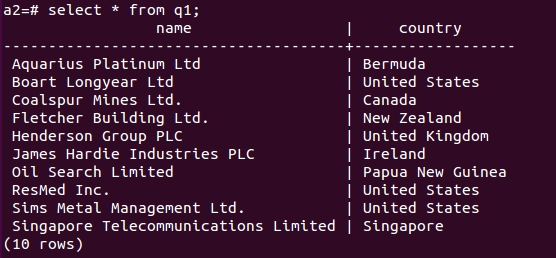 a2=# select * from q1;
                  name                   |      country
-----------------------------------------+------------------
 Aquarius Platinum Ltd                   | Bermuda
 Boart Longyear Ltd                      | United States
 Coalspur Mines Ltd.                     | Canada
 Fletcher Building Ltd.                  | New Zealand
 Henderson Group PLC                     | United Kingdom
 James Hardie Industries PLC             | Ireland
 Oil Search Limited                      | Papua New Guinea
 ResMed Inc.                             | United States
 Sims Metal Management Ltd.              | United States
 Singapore Telecommunications Limited | Singapore
(10 rows)